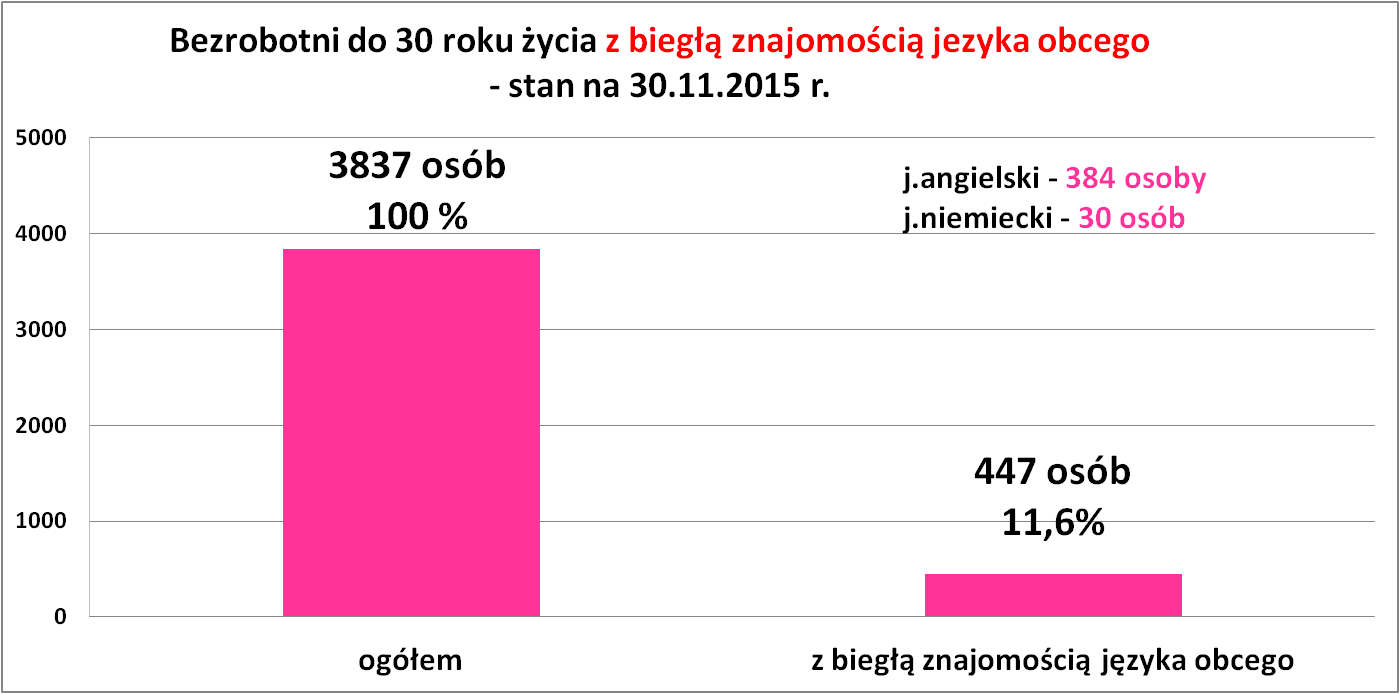 Bezrobotni do 30 roku życia z biegłą znajomością jezyka obcego
- stan na 30.11.2015 r.
5000
3837 osób
100 %
j.angielski - 384 osoby
j.niemiecki - 30 osób
4000
3000
2000
447 osób
11,6%
1000
0
ogółem
z biegłą znajomością języka obcego